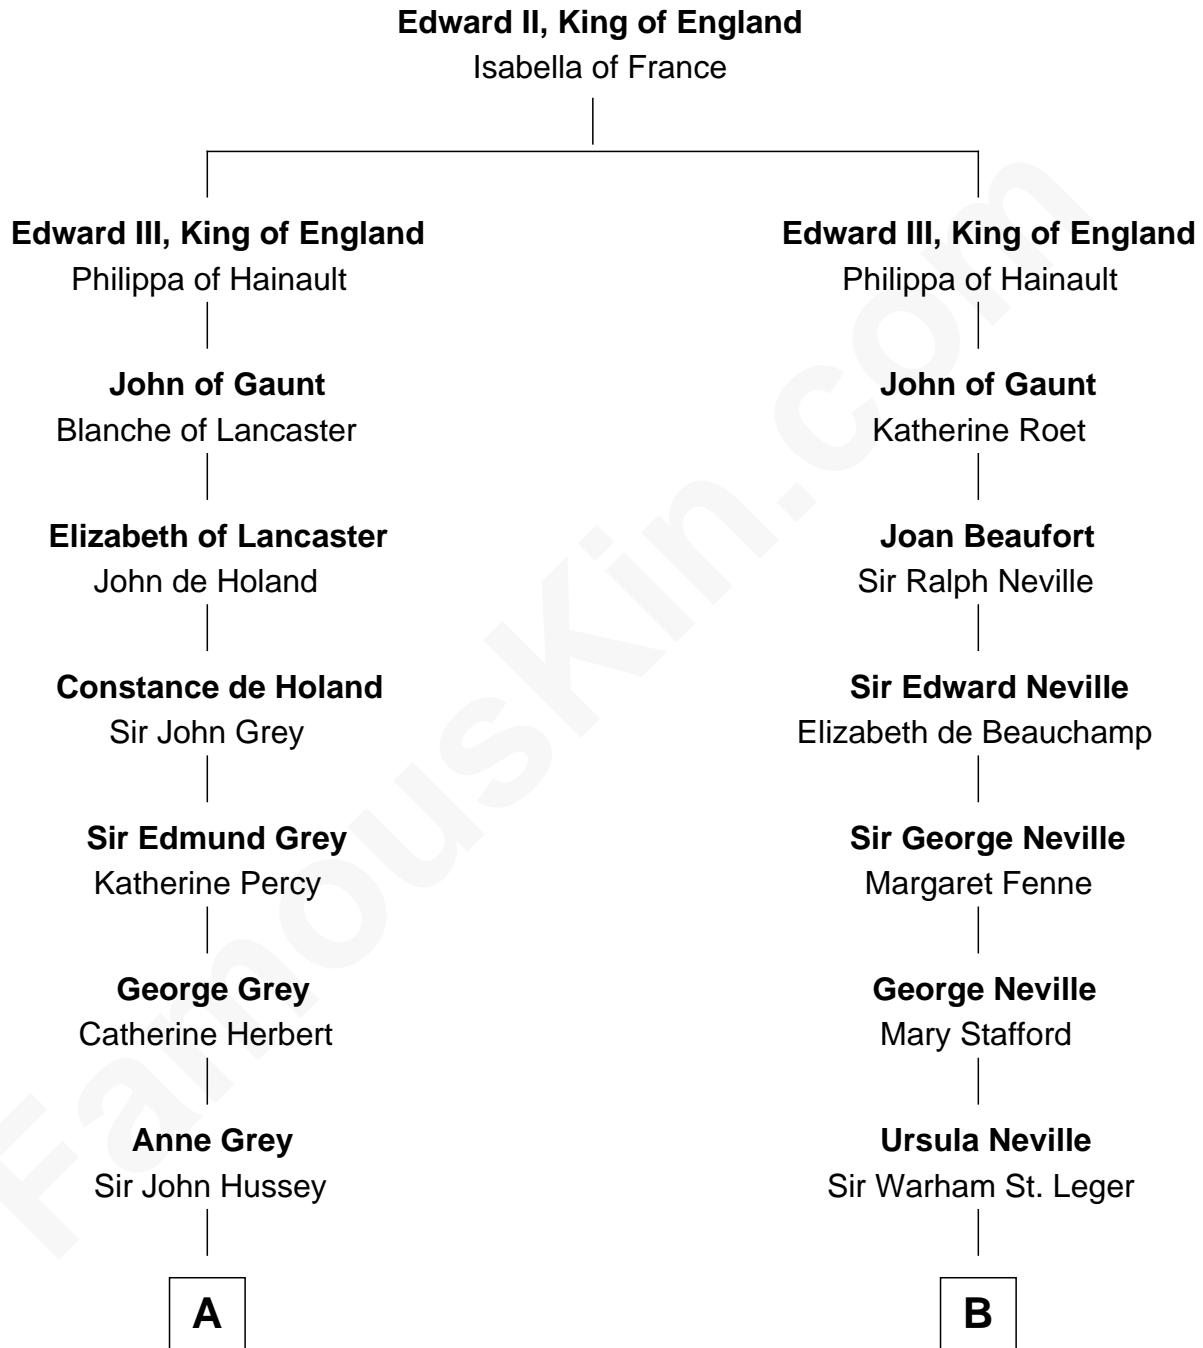 Edward II, King of England
Isabella of France
Edward III, King of England
Philippa of Hainault
Edward III, King of England
Philippa of Hainault
John of Gaunt
Blanche of Lancaster
John of Gaunt
Katherine Roet
Elizabeth of Lancaster
John de Holand
Joan Beaufort
Sir Ralph Neville
Constance de Holand
Sir John Grey
Sir Edward Neville
Elizabeth de Beauchamp
Sir Edmund Grey
Katherine Percy
Sir George Neville
Margaret Fenne
George Grey
Catherine Herbert
George Neville
Mary Stafford
Anne Grey
Sir John Hussey
Ursula Neville
Sir Warham St. Leger
A
B
FamousKin.com